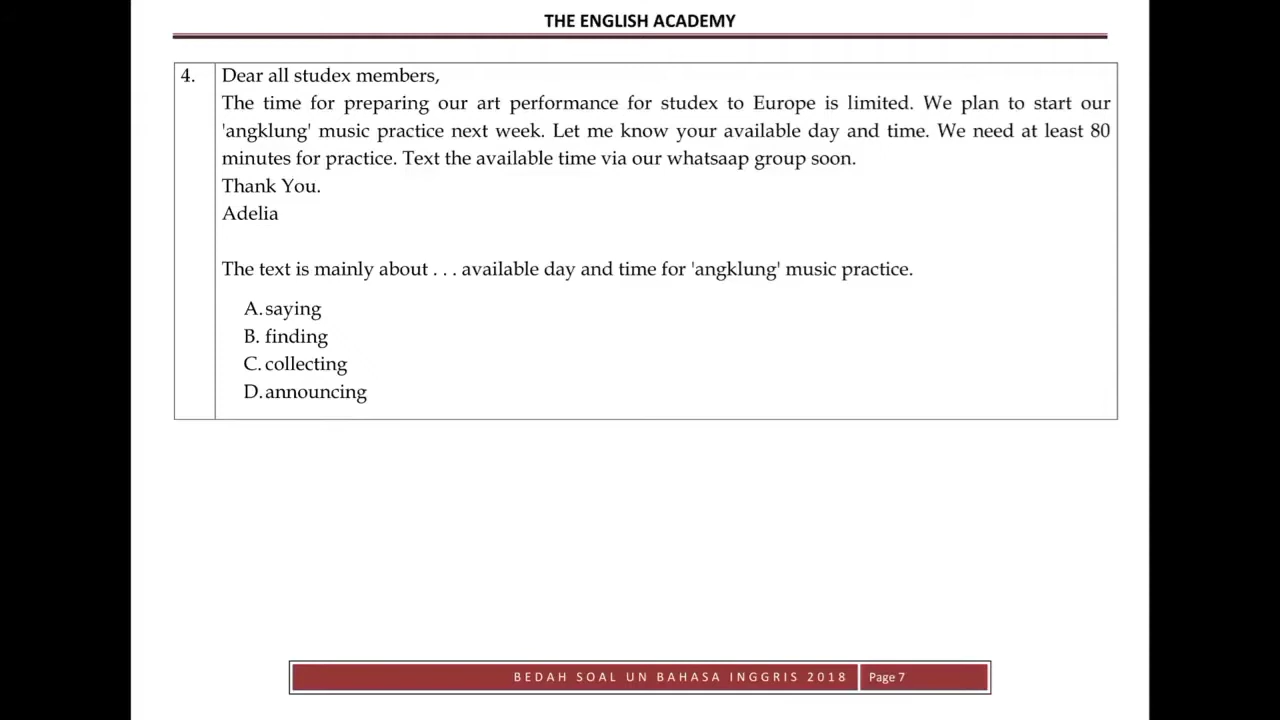 THE ENGLISH ACADEMY
4.
Dear all studex members,
The time for preparing our art performance for studex to Europe is limited. We plan to start our
'angklung' music practice next week. Let me know your available day and time. We need at least 80
minutes for practice. Text the available time via our whatsaap group soon.
Thank You.
Adelia
The text is mainly about . . . available day and time for 'angklung' music practice.
A. saying
B. finding
C. collecting
D. announcing
BEDAH SOAL UN BAHASA INGGRIS 2018
Page 7